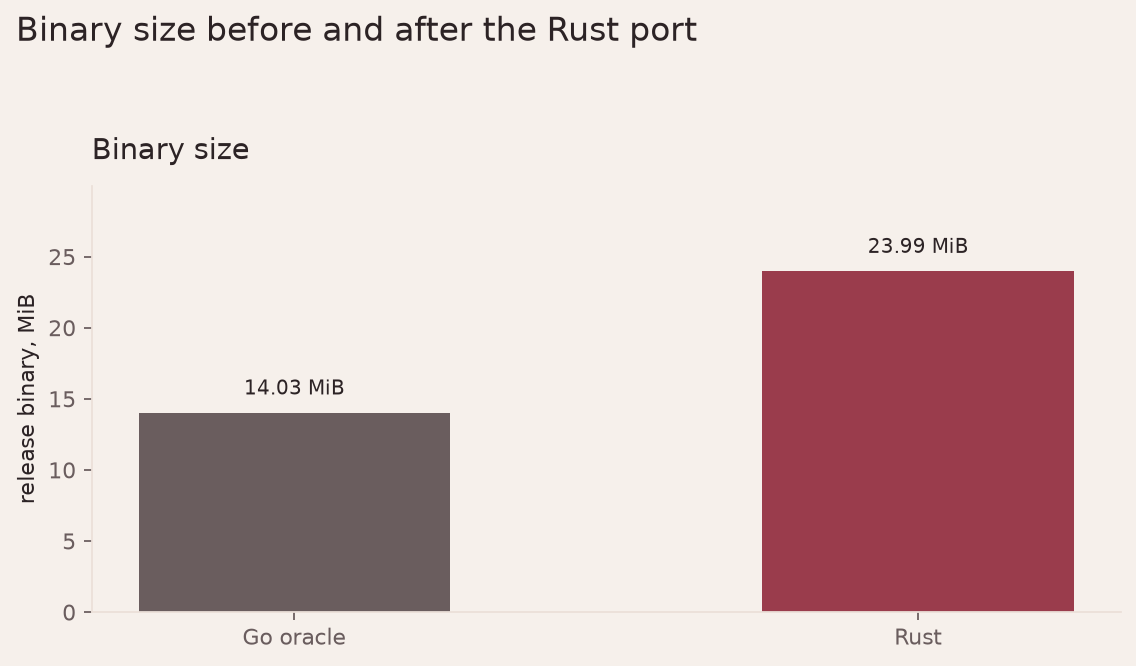 Binary size before and after the Rust port
Binary size
release binary, MiB
25
20
15
10
5
0
14.03 MiB
23.99 MiB
Go oracle
Rust